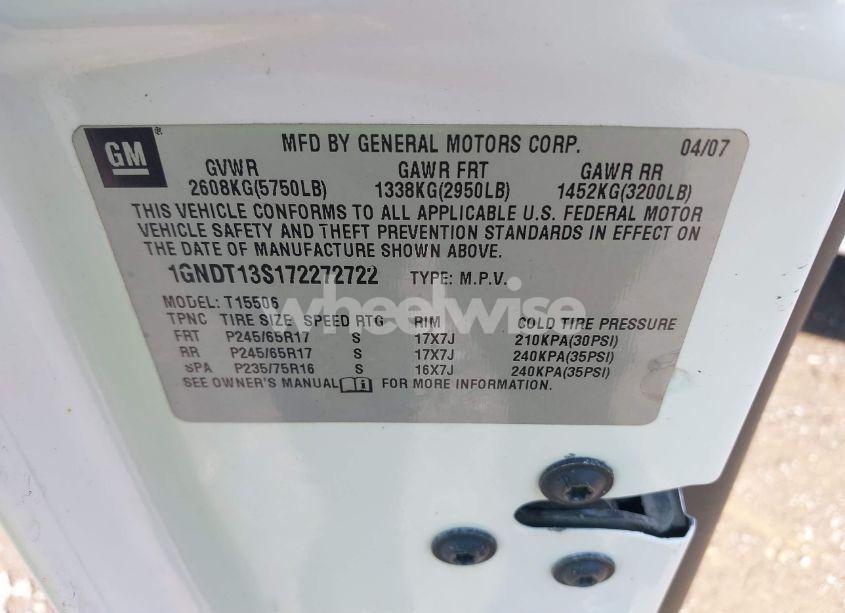 GM ®
MFD BY GENERAL MOTORS CORP. 04/07
GVWR GAWR FRT GAWR RR
2608KG(5750LB) 1338KG(2950LB) 1452KG(3200LB)
THIS VEHICLE CONFORMS TO ALL APPLICABLE U.S. FEDERAL MOTOR
VEHICLE SAFETY AND THEFT PREVENTION STANDARDS IN EFFECT ON
THE DATE OF MANUFACTURE SHOWN ABOVE.
1GNDT13S172272722 TYPE: M.P.V.
wheelwise
MODEL: T15506
TPNC TIRE SIZE SPEED RTG RIM COLD TIRE PRESSURE
FRT P245/65R17 S 17X7J 210KPA(30PSI)
RR P245/65R17 S 17X7J 240KPA(35PSI)
SPA P235/75R16 S 16X7J 240KPA(35PSI)
SEE OWNER'S MANUAL FOR MORE INFORMATION.